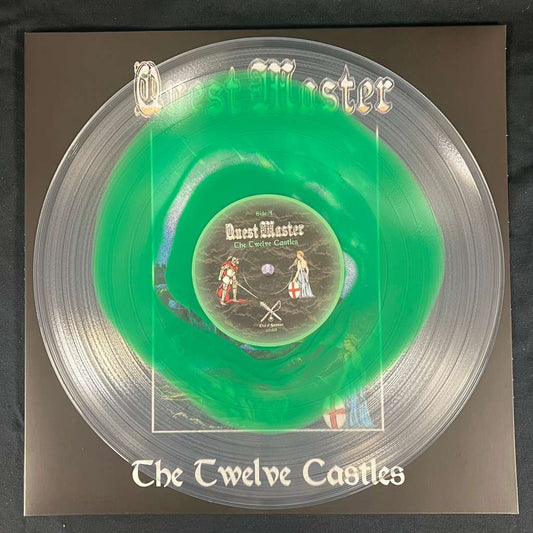 Quest Master
Side A
Quest Master
The Twelve Castles
The Twelve Castles